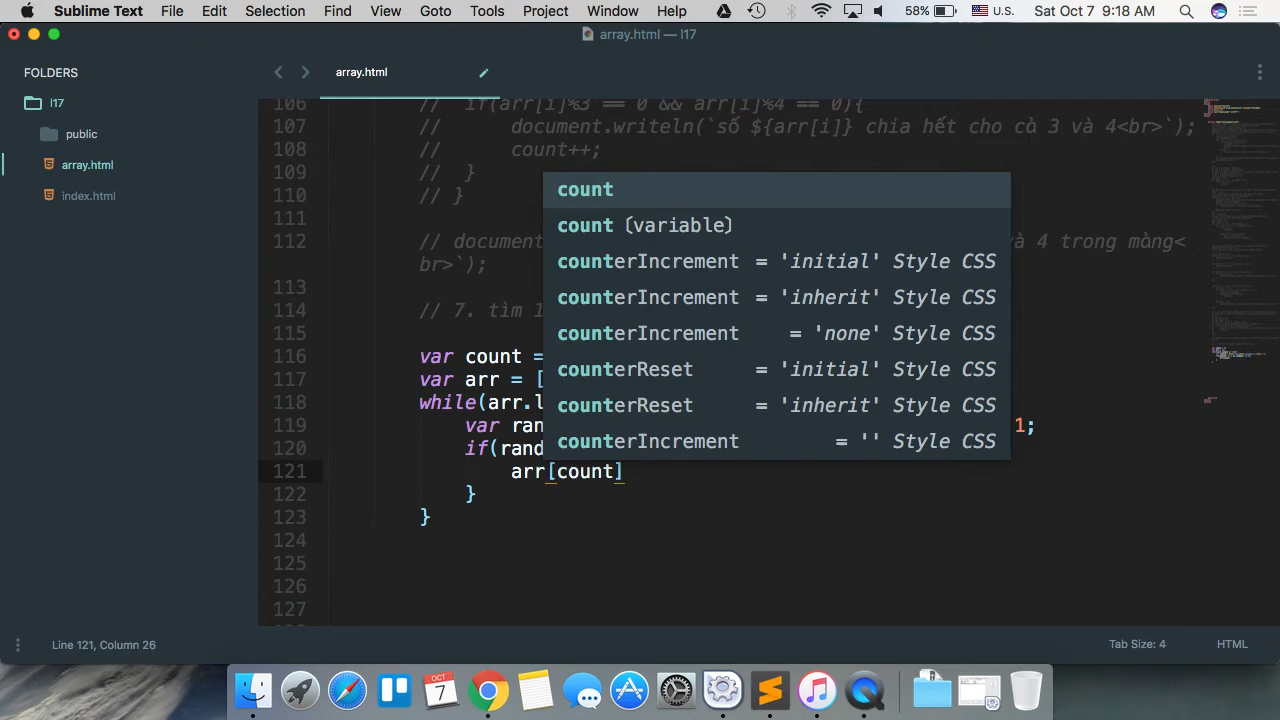 Sublime Text File Edit Selection Find View Goto Tools Project Window Help 58% U.S. Sat Oct 7 9:18 AM
array.html — l17
FOLDERS
l17
public
array.html
index.html
array.html
106 // if(arr[i]%3 == 0 && arr[i]%4 == 0){
107 // document.writeln(`số ${arr[i]} chia hết cho cả 3 và 4<br>`);
108 // count++;
109 // }
110 // }
111
112 // document và 4 trong mảng<
br>`);
113
114 // 7. tìm 1
115
116 var count =
117 var arr = [
118 while(arr.l
119 var ran 1;
120 if(rand
121 arr[count]
122 }
123 }
124
125
126
127
count
count (variable)
counterIncrement = 'initial' Style CSS
counterIncrement = 'inherit' Style CSS
counterIncrement = 'none' Style CSS
counterReset = 'initial' Style CSS
counterReset = 'inherit' Style CSS
counterIncrement = '' Style CSS
Line 121, Column 26
Tab Size: 4
HTML
OCT
7